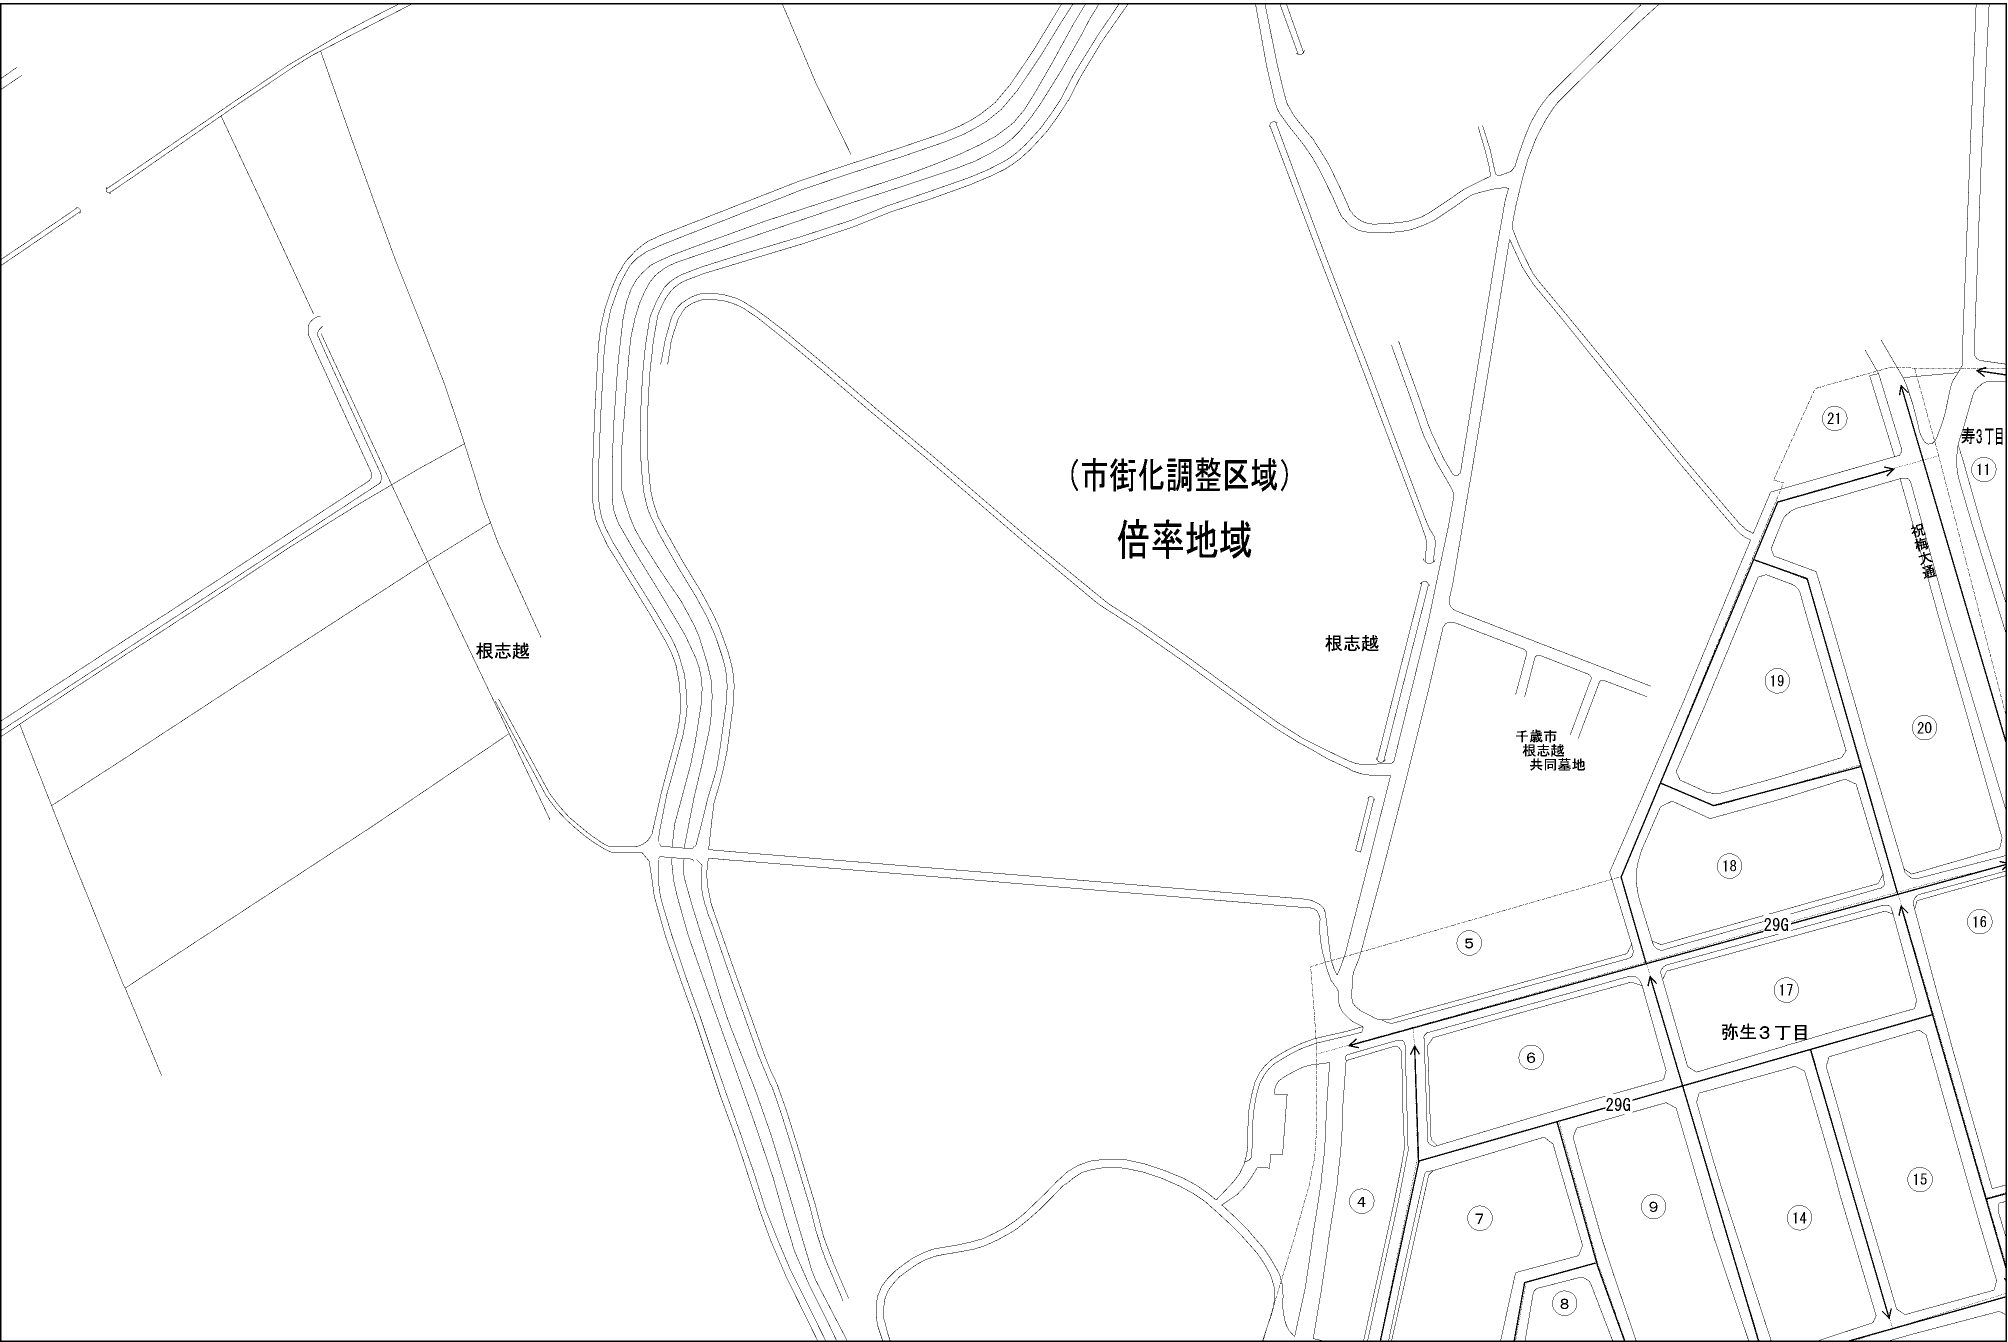 21
寿3丁目
11
（市街化調整区域）
倍率地域
祝梅大通
根志越
根志越
19
20
千歳市
根志越
共同墓地
18
29G
16
5
17
弥生３丁目
6
29G
4
7
9
14
15
8